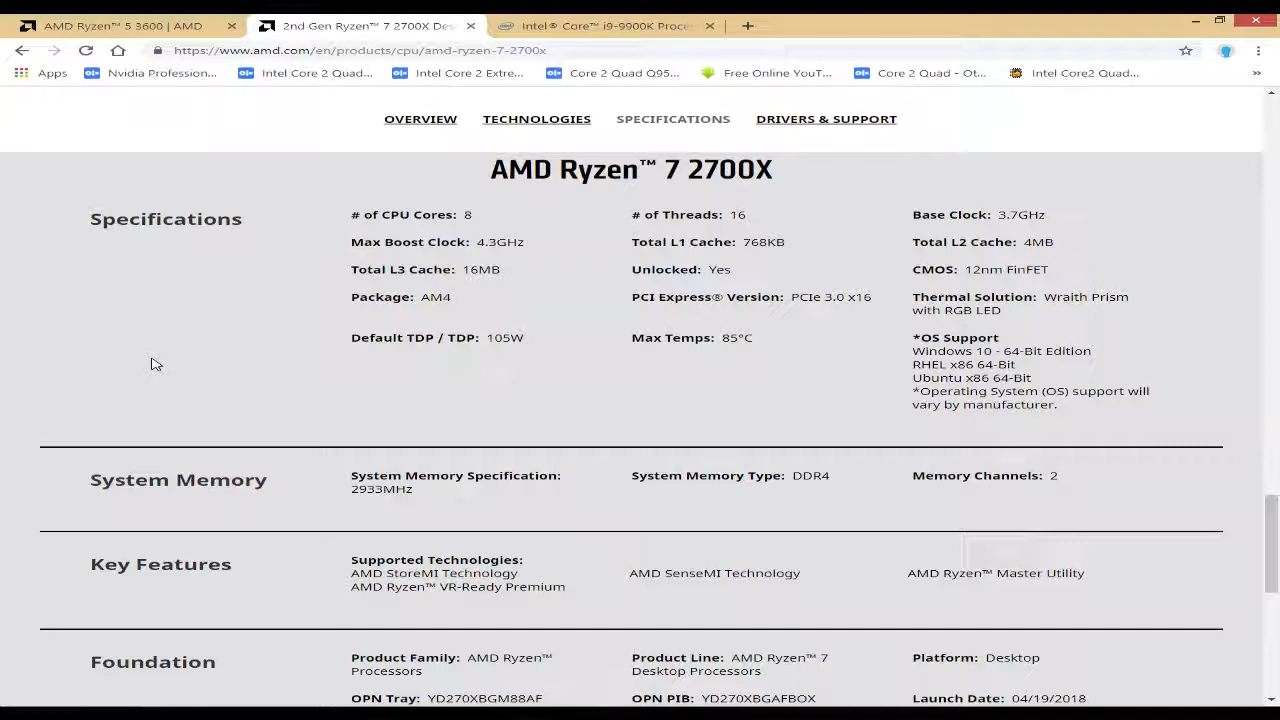 AMD Ryzen™ 5 3600 | AMD
2nd Gen Ryzen™ 7 2700X Des
Intel® Core™ i9-9900K Proce
https://www.amd.com/en/products/cpu/amd-ryzen-7-2700x
Apps
Nvidia Profession...
Intel Core 2 Quad...
Intel Core 2 Extre...
Core 2 Quad Q95...
Free Online YouT...
Core 2 Quad - Ot...
Intel Core2 Quad...
»
OVERVIEW
TECHNOLOGIES
SPECIFICATIONS
DRIVERS & SUPPORT
AMD Ryzen™ 7 2700X
Specifications
# of CPU Cores: 8
# of Threads: 16
Base Clock: 3.7GHz
Max Boost Clock: 4.3GHz
Total L1 Cache: 768KB
Total L2 Cache: 4MB
Total L3 Cache: 16MB
Unlocked: Yes
CMOS: 12nm FinFET
Package: AM4
PCI Express® Version: PCIe 3.0 x16
Thermal Solution: Wraith Prism
with RGB LED
Default TDP / TDP: 105W
Max Temps: 85°C
*OS Support
Windows 10 - 64-Bit Edition
RHEL x86 64-Bit
Ubuntu x86 64-Bit
*Operating System (OS) support will
vary by manufacturer.
System Memory
System Memory Specification:
2933MHz
System Memory Type: DDR4
Memory Channels: 2
Key Features
Supported Technologies:
AMD StoreMI Technology
AMD SenseMI Technology
AMD Ryzen™ Master Utility
AMD Ryzen™ VR-Ready Premium
Foundation
Product Family: AMD Ryzen™
Processors
Product Line: AMD Ryzen™ 7
Desktop Processors
Platform: Desktop
OPN Tray: YD270XBGM88AF
OPN PIB: YD270XBGAFBOX
Launch Date: 04/19/2018